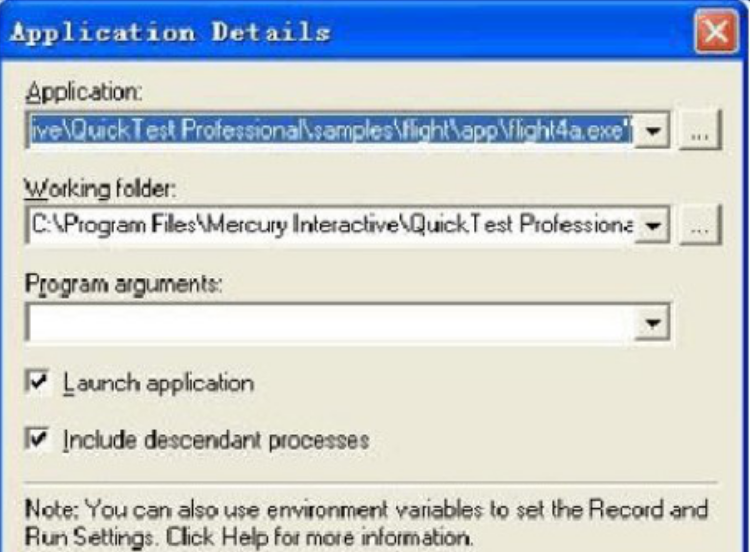 Application Details
Application:
ive\QuickTest Professional\samples\flight\app\flight4a.exe"
...
Working folder:
C:\Program Files\Mercury Interactive\QuickTest Professiona
...
Program arguments:
Launch application
Include descendant processes
Note: You can also use environment variables to set the Record and
Run Settings. Click Help for more information.